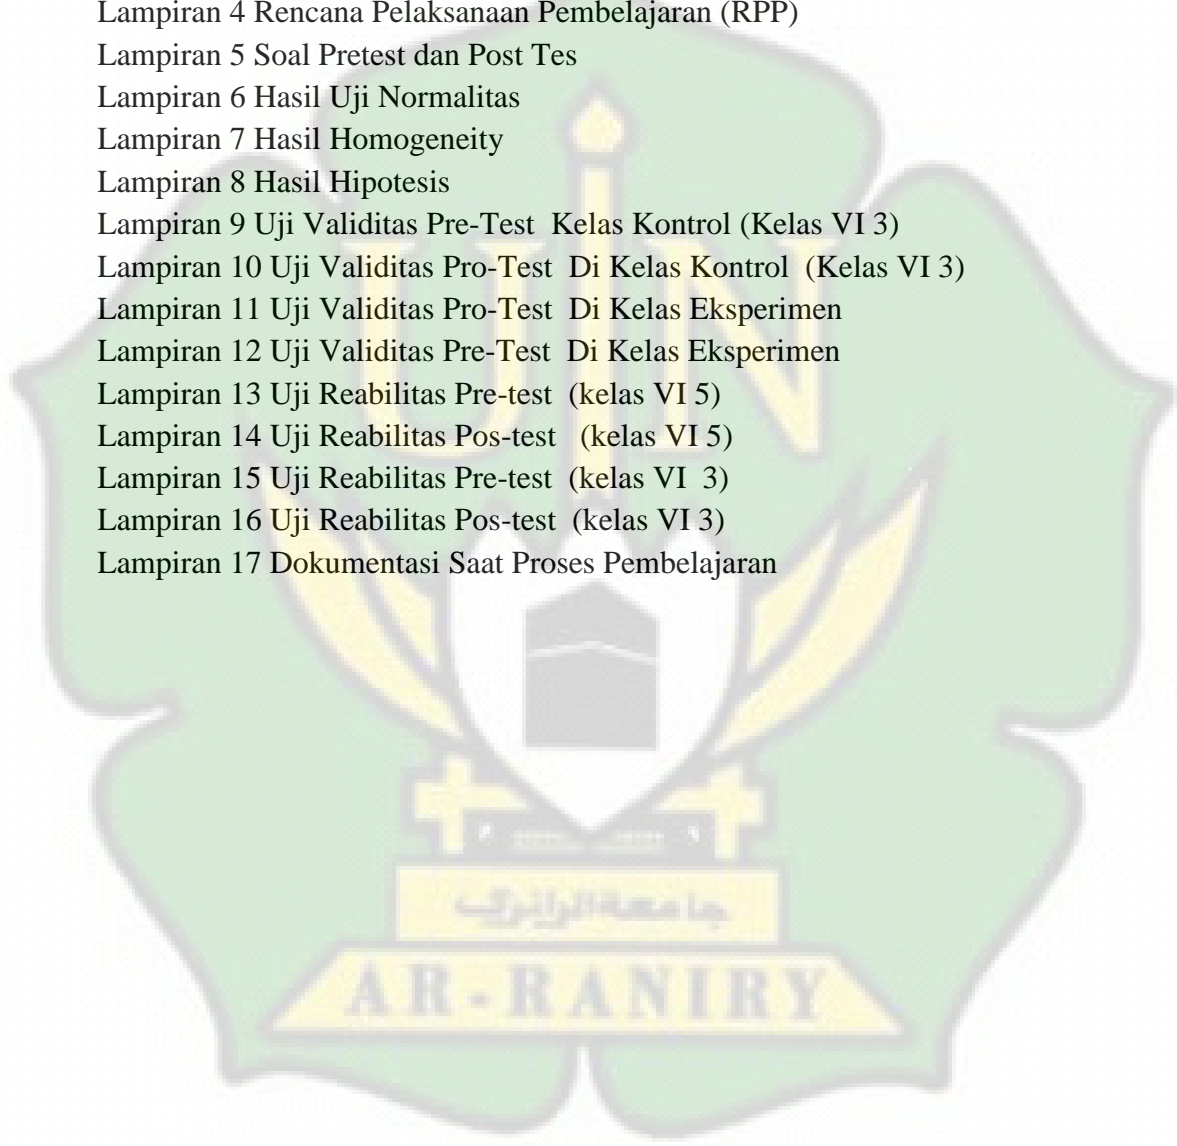 Lampiran 4 Rencana Pelaksanaan Pembelajaran (RPP)
Lampiran 5 Soal Pretest dan Post Tes
Lampiran 6 Hasil Uji Normalitas
Lampiran 7 Hasil Homogeneity
Lampiran 8 Hasil Hipotesis
Lampiran 9 Uji Validitas Pre-Test  Kelas Kontrol (Kelas VI 3)
Lampiran 10 Uji Validitas Pro-Test  Di Kelas Kontrol  (Kelas VI 3)
Lampiran 11 Uji Validitas Pro-Test  Di Kelas Eksperimen
Lampiran 12 Uji Validitas Pre-Test  Di Kelas Eksperimen
Lampiran 13 Uji Reabilitas Pre-test  (kelas VI 5)
Lampiran 14 Uji Reabilitas Pos-test   (kelas VI 5)
Lampiran 15 Uji Reabilitas Pre-test  (kelas VI  3)
Lampiran 16 Uji Reabilitas Pos-test  (kelas VI 3)
Lampiran 17 Dokumentasi Saat Proses Pembelajaran
UIN
جامعة الرانري
AR-RANIRY